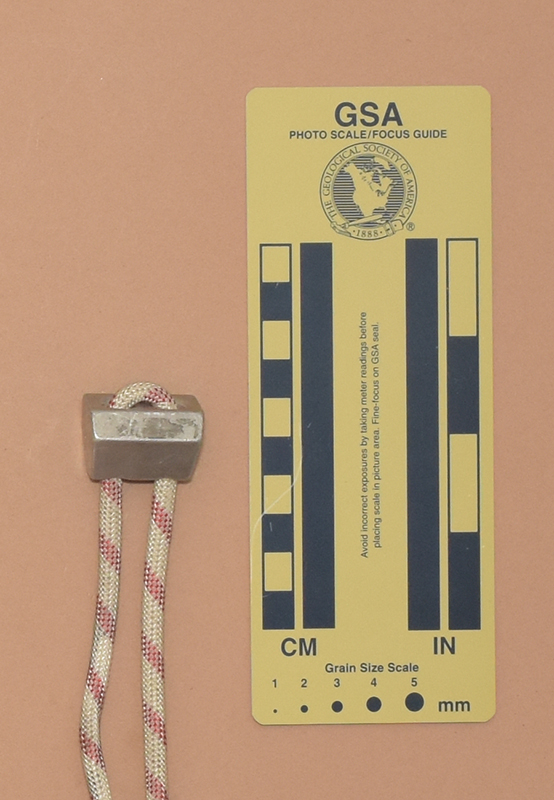 GSA
PHOTO SCALE/FOCUS GUIDE
THE GEOLOGICAL SOCIETY OF AMERICA
·1888·
®
Avoid incorrect exposures by taking meter readings before
placing scale in picture area. Fine-focus on GSA seal.
CM
IN
Grain Size Scale
1 2 3 4 5
mm